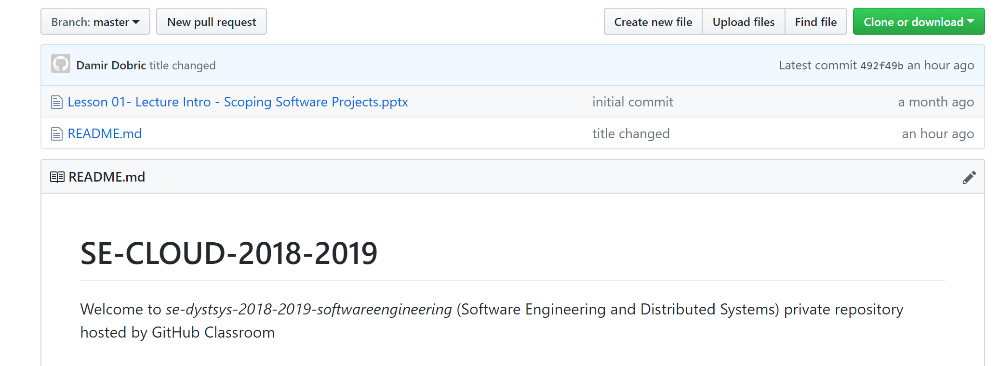 Branch: master New pull request Create new file Upload files Find file Clone or download
Damir Dobric title changed Latest commit 492f49b an hour ago
Lesson 01- Lecture Intro - Scoping Software Projects.pptx initial commit a month ago
README.md title changed an hour ago
README.md
SE-CLOUD-2018-2019
Welcome to se-dystsys-2018-2019-softwareengineering (Software Engineering and Distributed Systems) private repository
hosted by GitHub Classroom